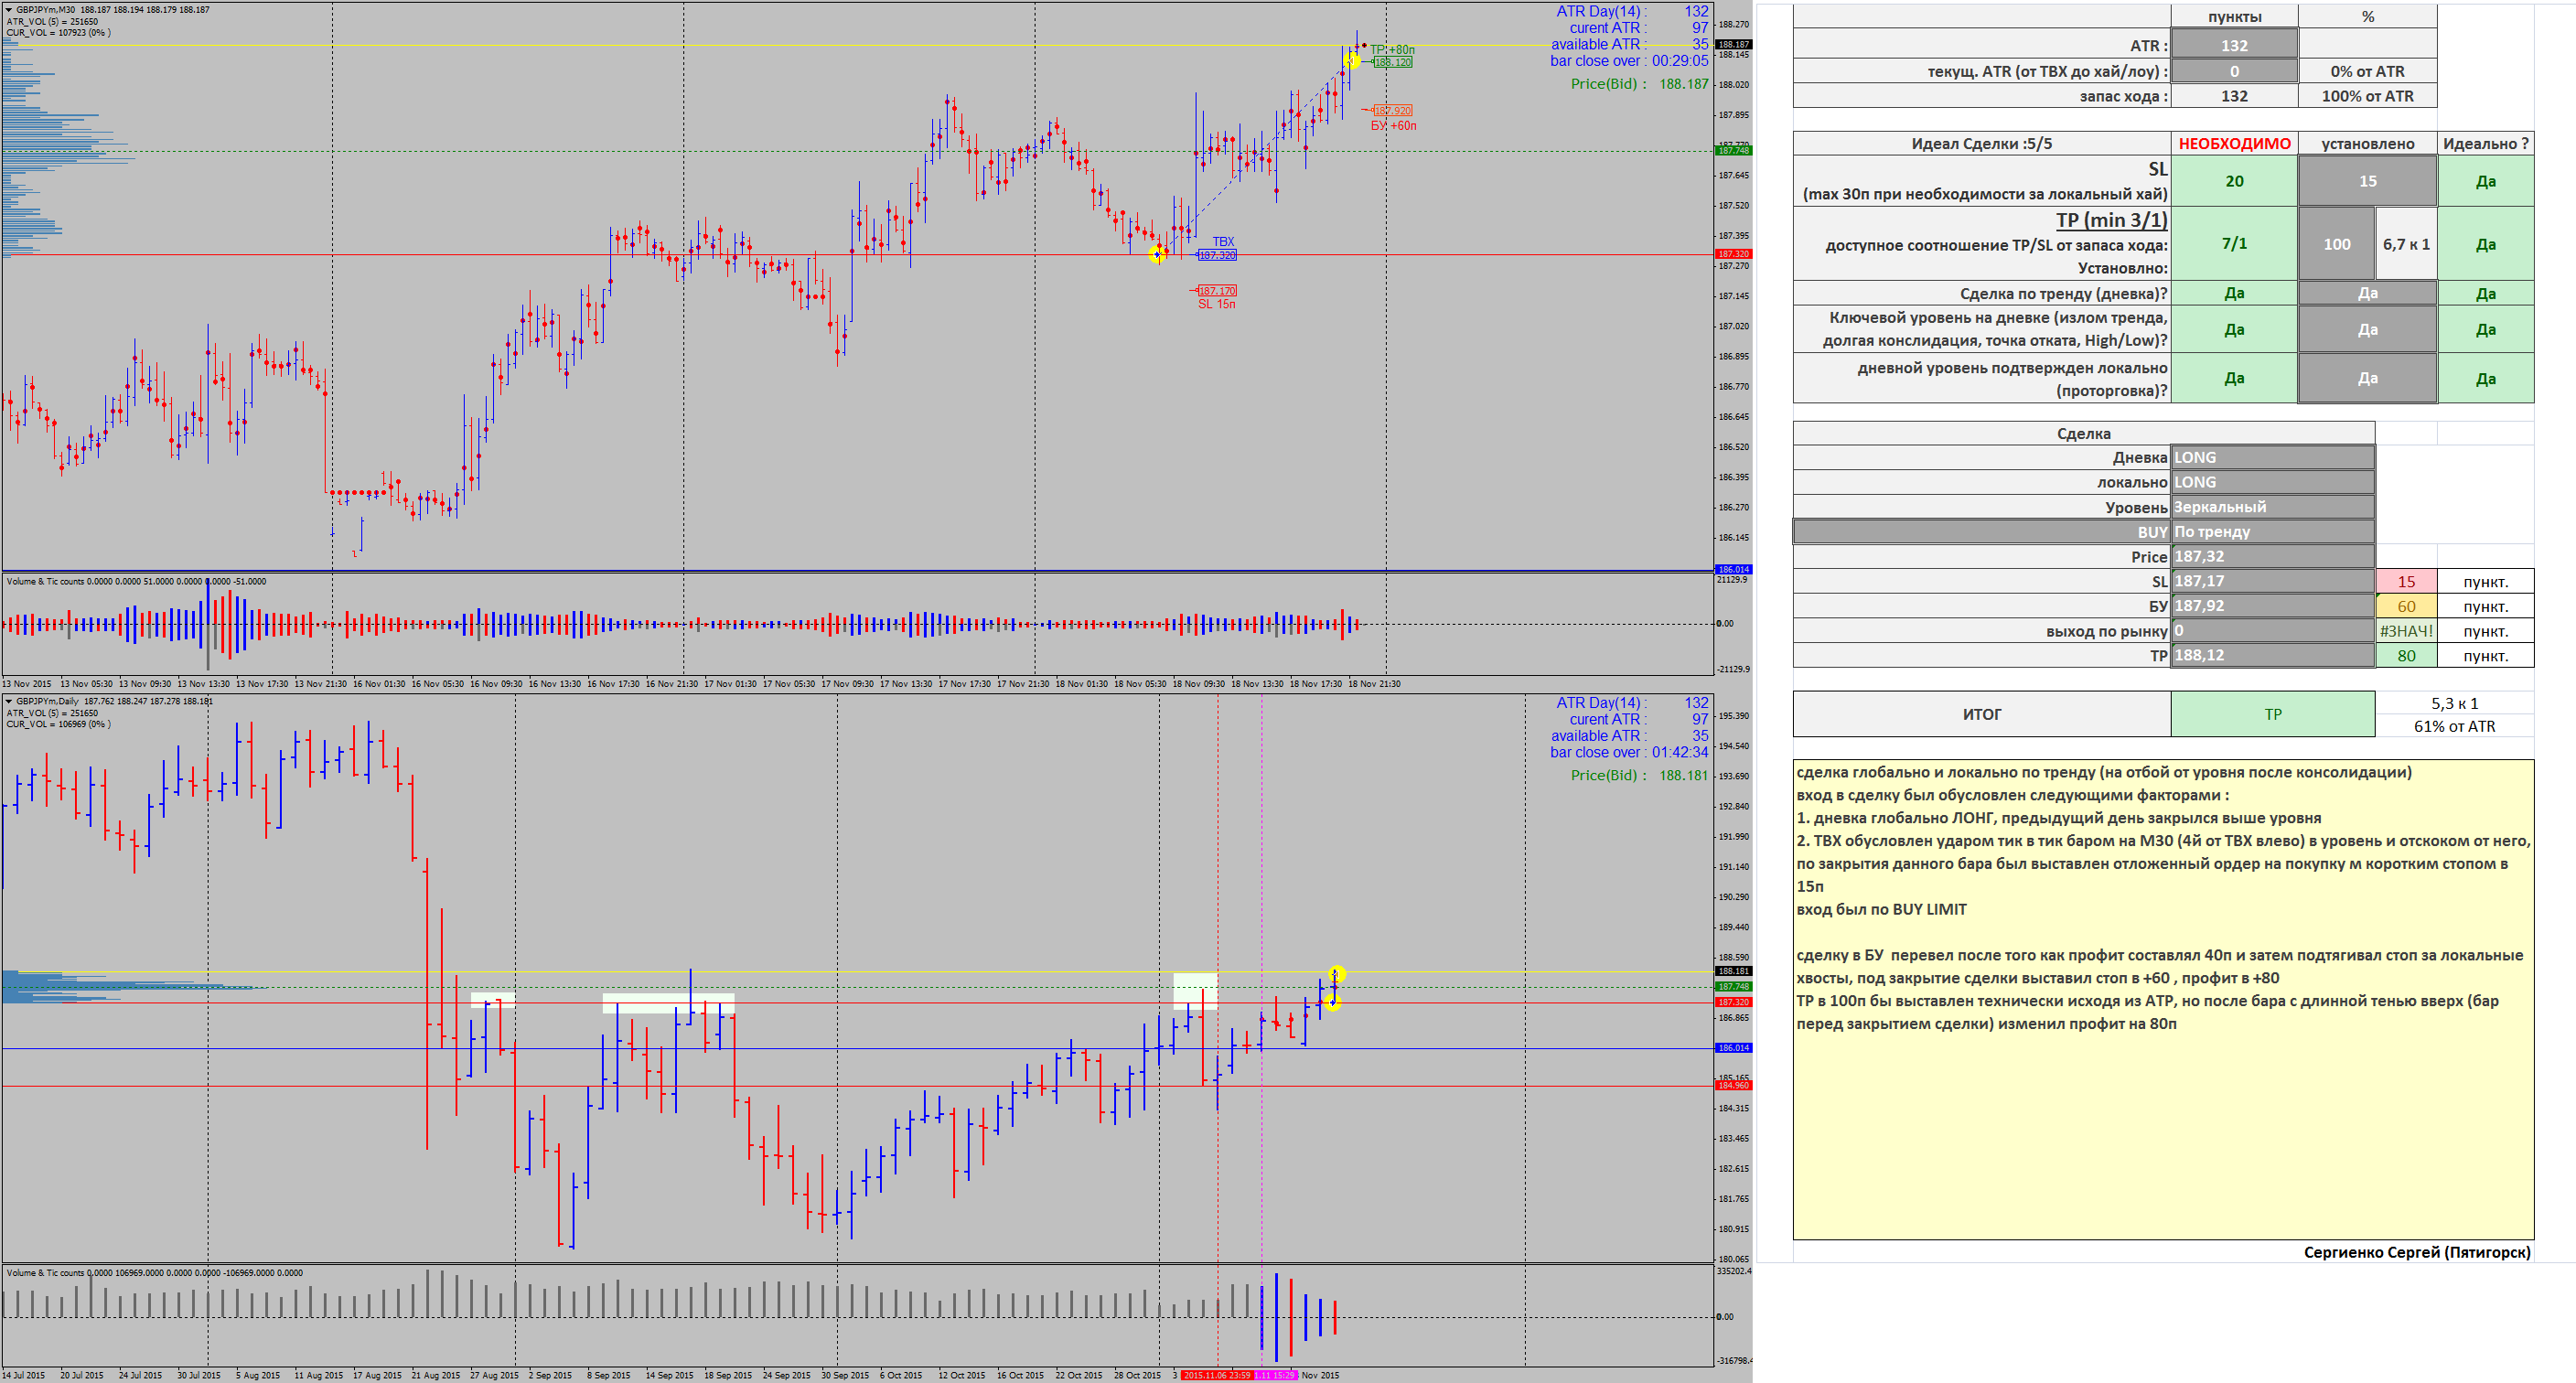 GBPJPYm,M30 188.187 188.194 188.179 188.187
ATR_VOL (5) = 251650
CUR_VOL = 107923 (0% )
ATR Day(14) : 132
curent ATR : 97
available ATR : 35
bar close over : 00:29:05
Price(Bid) : 188.187
TP +80п
188.120
187.920
БУ +60п
ТВХ
187.320
187.170
SL 15п
188.270
188.187
188.145
188.020
187.895
187.748
187.645
187.520
187.395
187.320
187.270
187.145
187.020
186.895
186.770
186.645
186.520
186.395
186.270
186.145
186.014
Volume & Tic counts 0.0000 0.0000 51.0000 0.0000 0.0000 -51.0000
21129.9
0.00
-21129.9
13 Nov 2015 13 Nov 05:30 13 Nov 09:30 13 Nov 13:30 13 Nov 17:30 13 Nov 21:30 16 Nov 01:30 16 Nov 05:30 16 Nov 09:30 16 Nov 13:30 16 Nov 17:30 16 Nov 21:30 17 Nov 01:30 17 Nov 05:30 17 Nov 09:30 17 Nov 13:30 17 Nov 17:30 17 Nov 21:30 18 Nov 01:30 18 Nov 05:30 18 Nov 09:30 18 Nov 13:30 18 Nov 17:30 18 Nov 21:30
GBPJPYm,Daily 187.762 188.247 187.278 188.181
ATR_VOL (5) = 251650
CUR_VOL = 106969 (0% )
ATR Day(14) : 132
curent ATR : 97
available ATR : 35
bar close over : 01:42:34
Price(Bid) : 188.181
195.390
194.540
193.690
192.840
191.990
191.140
190.290
189.440
188.590
188.181
187.748
187.320
186.865
186.014
185.165
184.960
184.315
183.465
182.615
181.765
180.915
180.065
Volume & Tic counts 0.0000 106969.0000 0.0000 0.0000 -106969.0000 0.0000
335202.4
0.00
-316798.4
14 Jul 2015 20 Jul 2015 24 Jul 2015 30 Jul 2015 5 Aug 2015 11 Aug 2015 17 Aug 2015 21 Aug 2015 27 Aug 2015 2 Sep 2015 8 Sep 2015 14 Sep 2015 18 Sep 2015 24 Sep 2015 30 Sep 2015 6 Oct 2015 12 Oct 2015 16 Oct 2015 22 Oct 2015 28 Oct 2015 3 2015.11.06 23:59 1.11 15:29 Nov 2015
пункты %
ATR : 132
текущ. ATR (от ТВХ до хай/лоу) : 0 0% от ATR
запас хода : 132 100% от ATR
Идеал Сделки :5/5 НЕОБХОДИМО установлено Идеально ?
SL
(max 30п при необходимости за локальный хай) 20 15 Да
TP (min 3/1)
доступное соотношение TP/SL от запаса хода: 7/1 100 6,7 к 1 Да
Установлно:
Сделка по тренду (дневка)? Да Да Да
Ключевой уровень на дневке (излом тренда,
долгая конслидация, точка отката, High/Low)? Да Да Да
дневной уровень подтвержден локально
(проторговка)? Да Да Да
Сделка
Дневка LONG
локально LONG
Уровень Зеркальный
BUY По тренду
Price 187,32
SL 187,17 15 пункт.
БУ 187,92 60 пункт.
выход по рынку 0 #ЗНАЧ! пункт.
TP 188,12 80 пункт.
ИТОГ TP 5,3 к 1
61% от ATR
сделка глобально и локально по тренду (на отбой от уровня после консолидации)
вход в сделку был обусловлен следующими факторами :
1. дневка глобально ЛОНГ, предыдущий день закрылся выше уровня
2. ТВХ обусловлен ударом тик в тик баром на М30 (4й от ТВХ влево) в уровень и отскоком от него,
по закрытия данного бара был выставлен отложенный ордер на покупку м коротким стопом в
15п
вход был по BUY LIMIT
сделку в БУ перевел после того как профит составлял 40п и затем подтягивал стоп за локальные
хвосты, под закрытие сделки выставил стоп в +60 , профит в +80
ТР в 100п бы выставлен технически исходя из АТР, но после бара с длинной тенью вверх (бар
перед закрытием сделки) изменил профит на 80п
Сергиенко Сергей (Пятигорск)